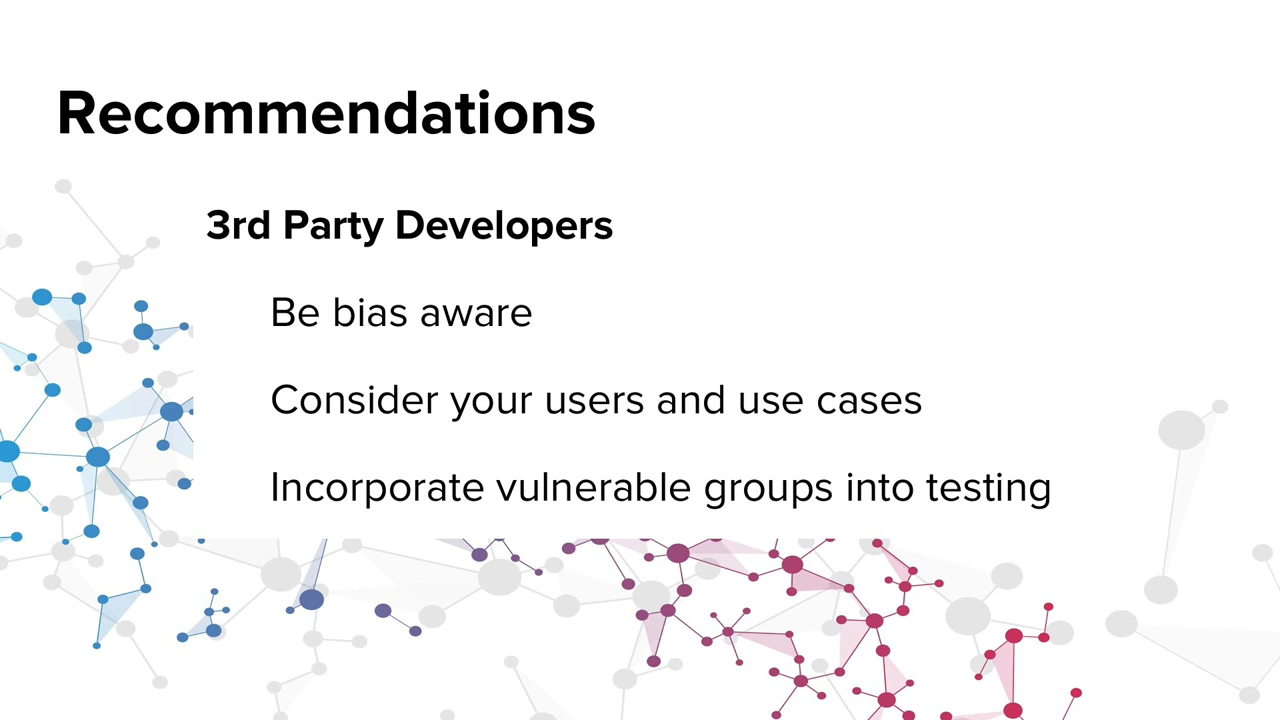 Recommendations
3rd Party Developers
Be bias aware
Consider your users and use cases
Incorporate vulnerable groups into testing